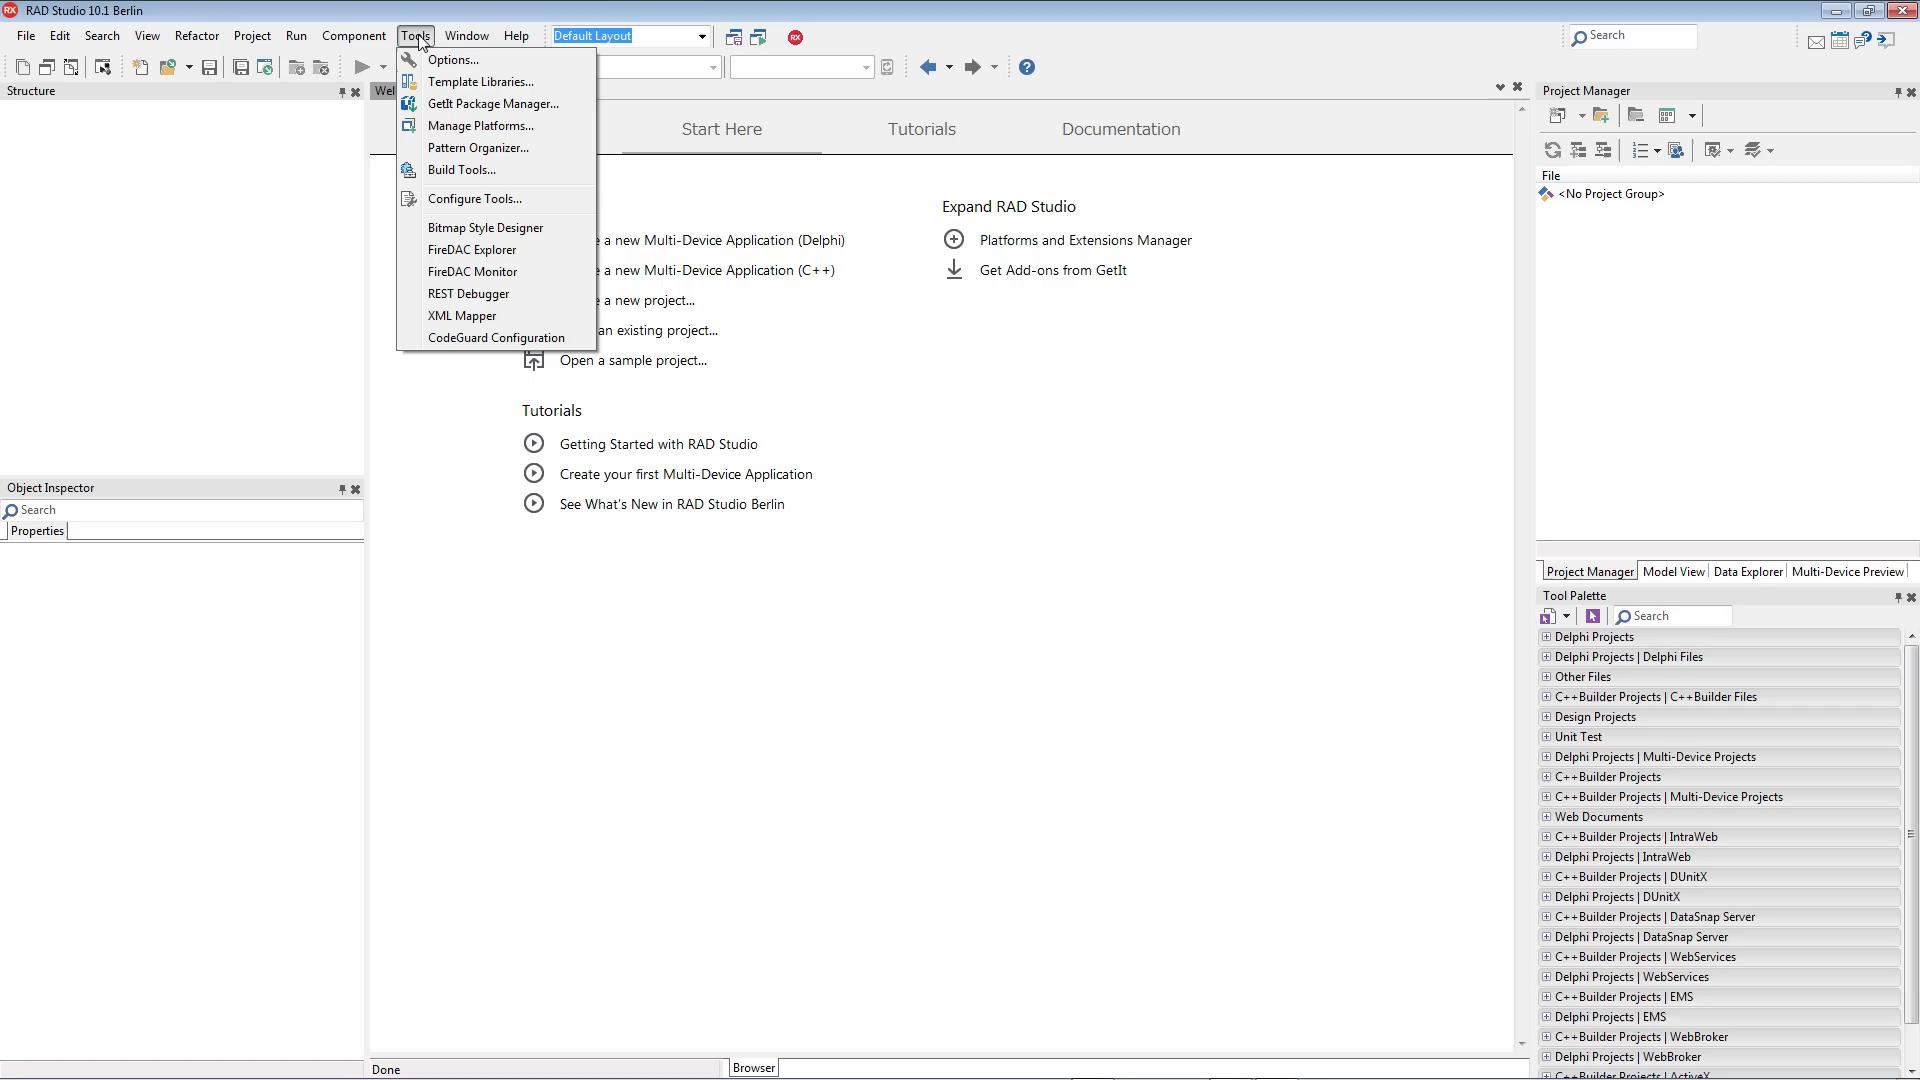 RAD Studio 10.1 Berlin
File Edit Search View Refactor Project Run Component Tools Window Help Default Layout Search
Structure
Wel
Options...
Template Libraries...
GetIt Package Manager...
Manage Platforms...
Pattern Organizer...
Build Tools...
Configure Tools...
Bitmap Style Designer
FireDAC Explorer
FireDAC Monitor
REST Debugger
XML Mapper
CodeGuard Configuration
Start Here Tutorials Documentation
e a new Multi-Device Application (Delphi)
e a new Multi-Device Application (C++)
e a new project...
an existing project...
Open a sample project...
Expand RAD Studio
Platforms and Extensions Manager
Get Add-ons from GetIt
Tutorials
Getting Started with RAD Studio
Create your first Multi-Device Application
See What's New in RAD Studio Berlin
Object Inspector
Search
Properties
Done
Browser
Project Manager
File
<No Project Group>
Project Manager Model View Data Explorer Multi-Device Preview
Tool Palette
Search
Delphi Projects
Delphi Projects | Delphi Files
Other Files
C++Builder Projects | C++Builder Files
Design Projects
Unit Test
Delphi Projects | Multi-Device Projects
C++Builder Projects
C++Builder Projects | Multi-Device Projects
Web Documents
C++Builder Projects | IntraWeb
Delphi Projects | IntraWeb
C++Builder Projects | DUnitX
Delphi Projects | DUnitX
C++Builder Projects | DataSnap Server
Delphi Projects | DataSnap Server
C++Builder Projects | WebServices
Delphi Projects | WebServices
C++Builder Projects | EMS
Delphi Projects | EMS
C++Builder Projects | WebBroker
Delphi Projects | WebBroker
C++Builder Projects | ActiveX